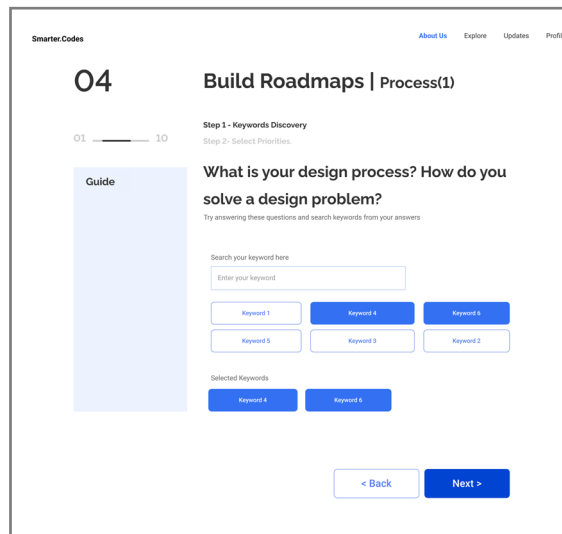 Smarter.Codes
About Us Explore Updates Profil
04
Build Roadmaps | Process(1)
01 10
Step 1 - Keywords Discovery
Step 2- Select Priorities.
Guide
What is your design process? How do you
solve a design problem?
Try answering these questions and search keywords from your answers
Search your keyword here
Enter your keyword
Keyword 1 Keyword 4 Keyword 6
Keyword 5 Keyword 3 Keyword 2
Selected Keywords
Keyword 4 Keyword 6
< Back Next >